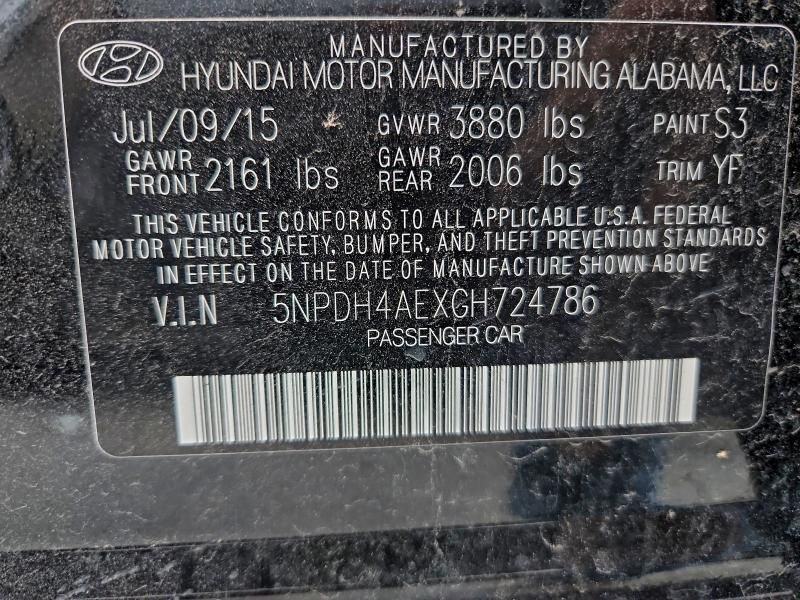 MANUFACTURED BY
HYUNDAI MOTOR MANUFACTURING ALABAMA, LLC
Jul/09/15 GVWR 3880 lbs PAINT S3
GAWR FRONT 2161 lbs GAWR REAR 2006 lbs TRIM YF
THIS VEHICLE CONFORMS TO ALL APPLICABLE U.S.A. FEDERAL
MOTOR VEHICLE SAFETY, BUMPER, AND THEFT PREVENTION STANDARDS
IN EFFECT ON THE DATE OF MANUFACTURE SHOWN ABOVE
V.I.N 5NPDH4AEXGH724786
PASSENGER CAR